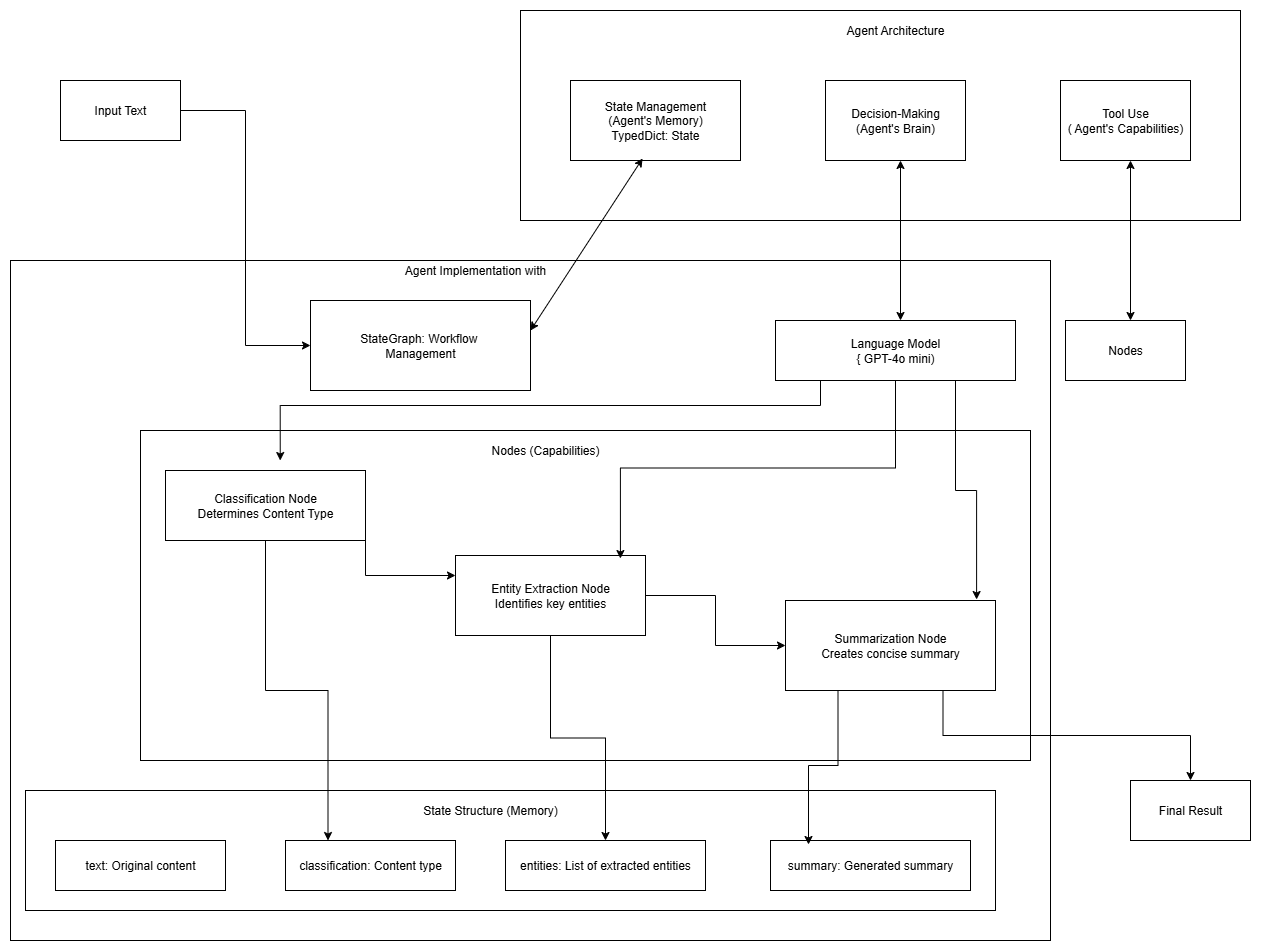 Agent Architecture
Input Text
State Management
(Agent's Memory)
TypedDict: State
Decision-Making
(Agent's Brain)
Tool Use
( Agent's Capabilities)
Agent Implementation with
StateGraph: Workflow
Management
Language Model
{ GPT-4o mini)
Nodes
Nodes (Capabilities)
Classification Node
Determines Content Type
Entity Extraction Node
Identifies key entities
Summarization Node
Creates concise summary
State Structure (Memory)
text: Original content
classification: Content type
entities: List of extracted entities
summary: Generated summary
Final Result